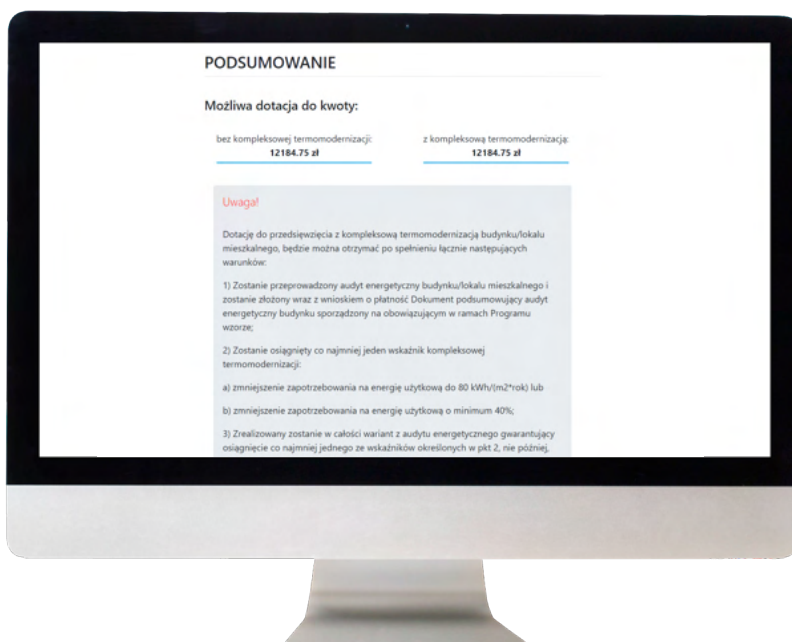 PODSUMOWANIE
Możliwa dotacja do kwoty:
bez kompleksowej termomodernizacji:
12184.75 zł
z kompleksową termomodernizacją:
12184.75 zł
Uwaga!
Dotację do przedsięwzięcia z kompleksową termomodernizacją budynku/lokalu
mieszkalnego, będzie można otrzymać po spełnieniu łącznie następujących
warunków:
1) Zostanie przeprowadzony audyt energetyczny budynku/lokalu mieszkalnego i
zostanie złożony wraz z wnioskiem o płatność Dokument podsumowujący audyt
energetyczny budynku sporządzony na obowiązującym w ramach Programu
wzorze;
2) Zostanie osiągnięty co najmniej jeden wskaźnik kompleksowej
termomodernizacji:
a) zmniejszenie zapotrzebowania na energię użytkową do 80 kWh/(m2*rok) lub
b) zmniejszenie zapotrzebowania na energię użytkową o minimum 40%;
3) Zrealizowany zostanie w całości wariant z audytu energetycznego gwarantujący
osiągnięcie co najmniej jednego ze wskaźników określonych w pkt 2, nie później,